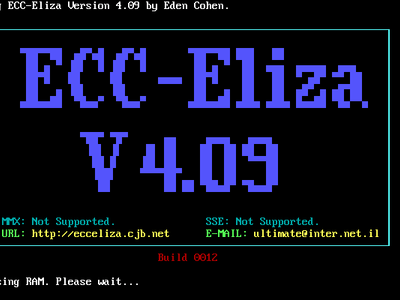 ECC-Eliza Version 4.09 by Eden Cohen.
ECC-Eliza
V4.09
MMX: Not Supported. SSE: Not Supported.
URL: http://ecceliza.cjb.net E-MAIL: ultimate@inter.net.il
Build 0012
RAM. Please wait...